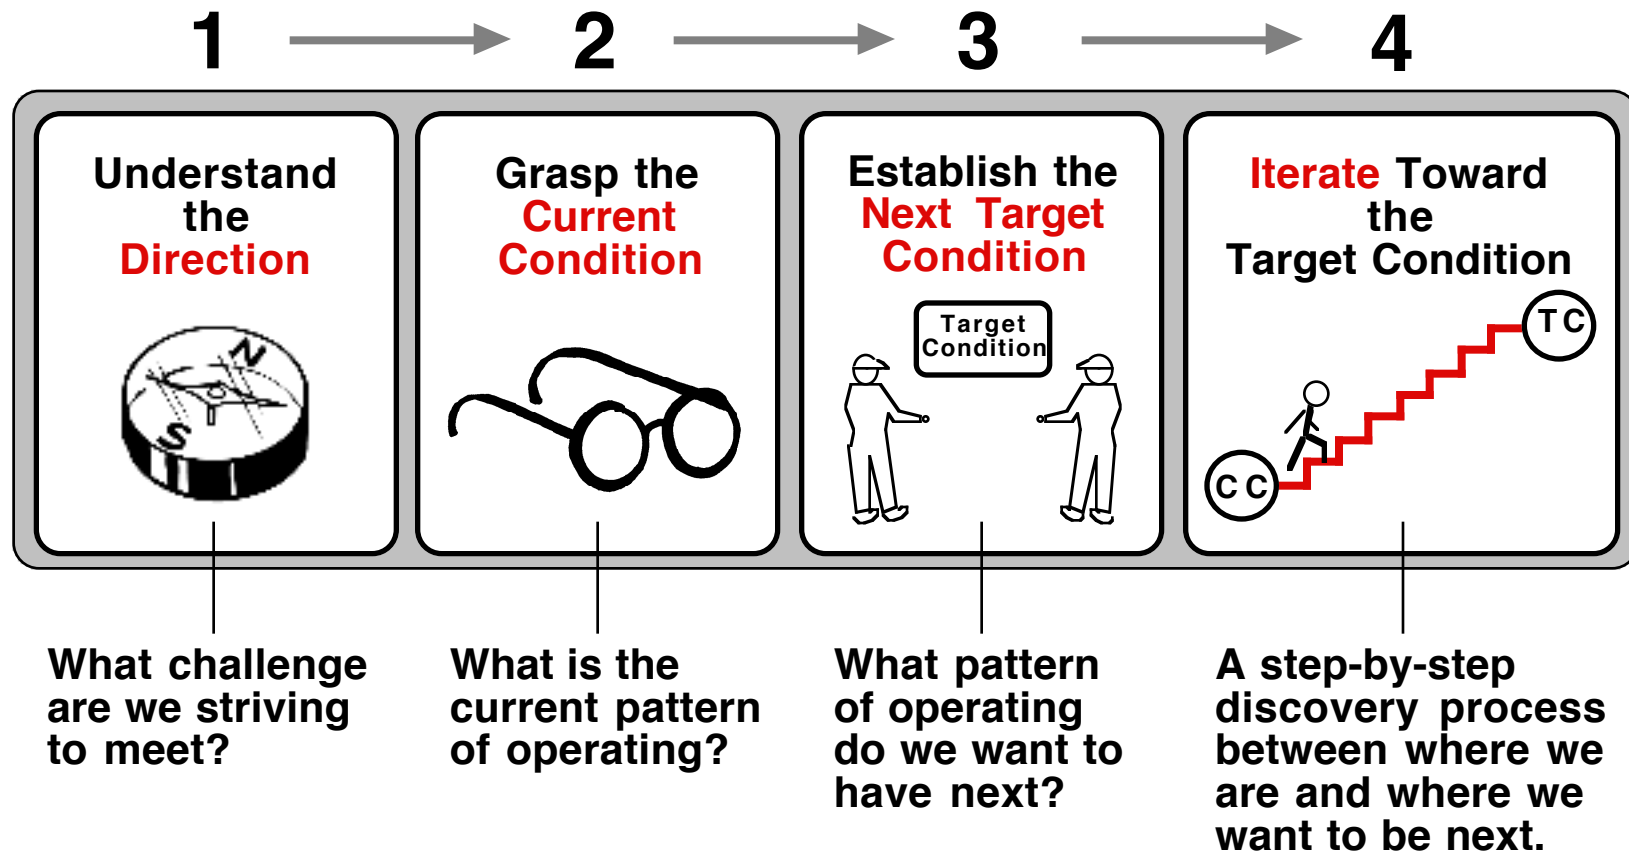 1
2
3
4
Understand
the
Direction
N
S
Grasp the
Current
Condition
Establish the
Next Target
Condition
Target
Condition
Iterate Toward
the
Target Condition
TC
CC
What challenge
are we striving
to meet?
What is the
current pattern
of operating?
What pattern
of operating
do we want to
have next?
A step-by-step
discovery process
between where we
are and where we
want to be next.